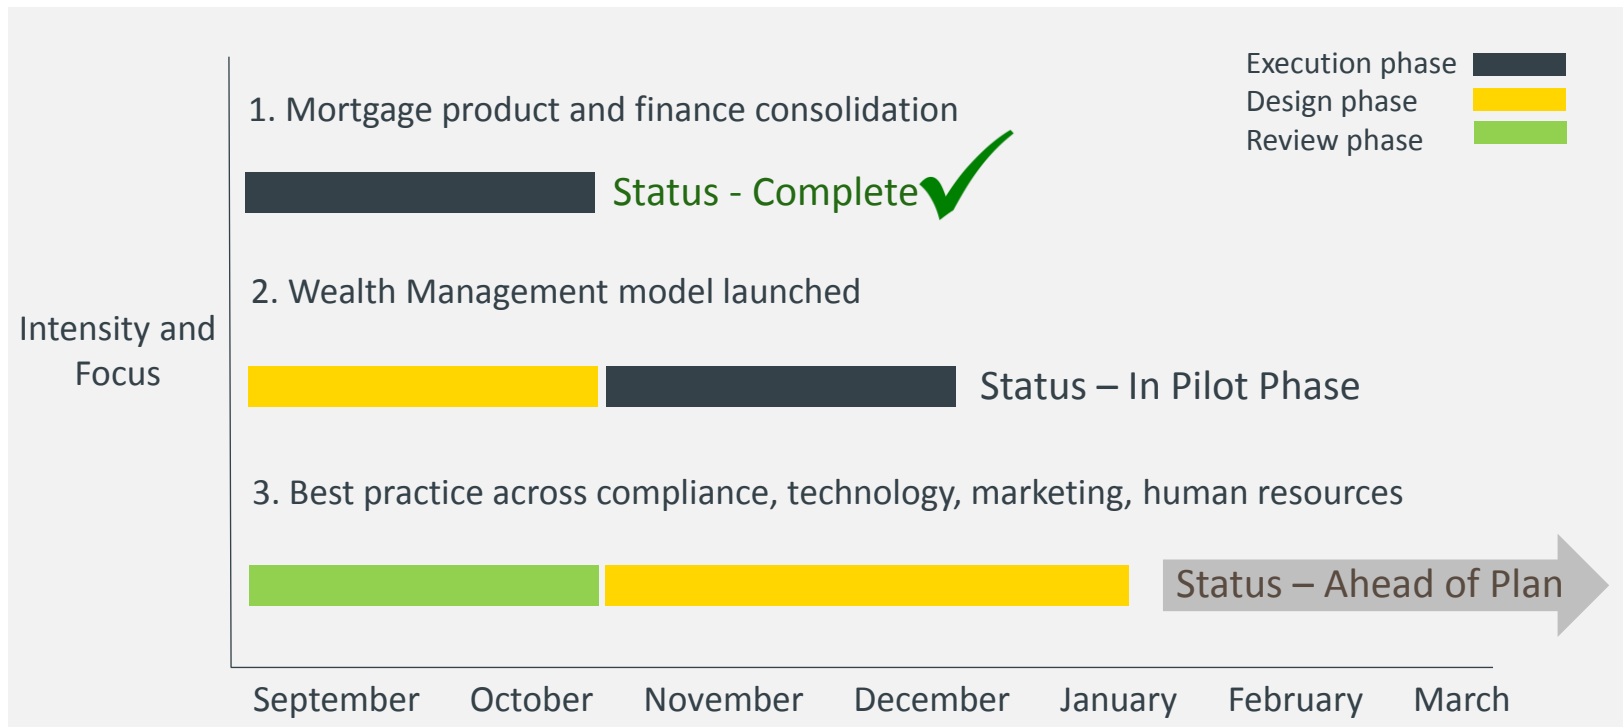 Execution phase
Design phase
Review phase
1. Mortgage product and finance consolidation
Status - Complete
2. Wealth Management model launched
Intensity and
Focus
Status – In Pilot Phase
3. Best practice across compliance, technology, marketing, human resources
Status – Ahead of Plan
September October November December January February March